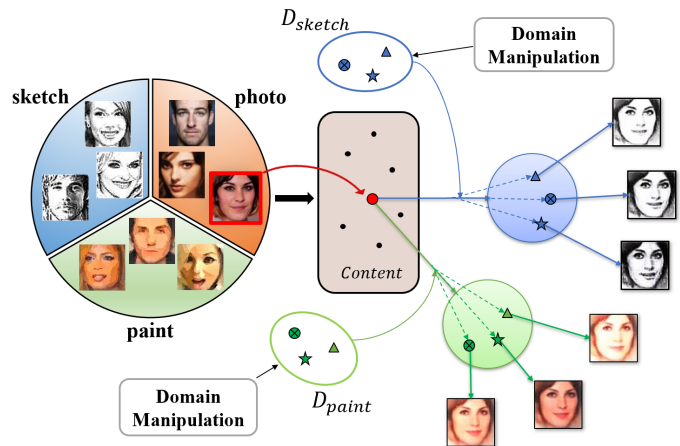 D_sketch
Domain
Manipulation
sketch
photo
Content
paint
Domain
Manipulation
D_paint